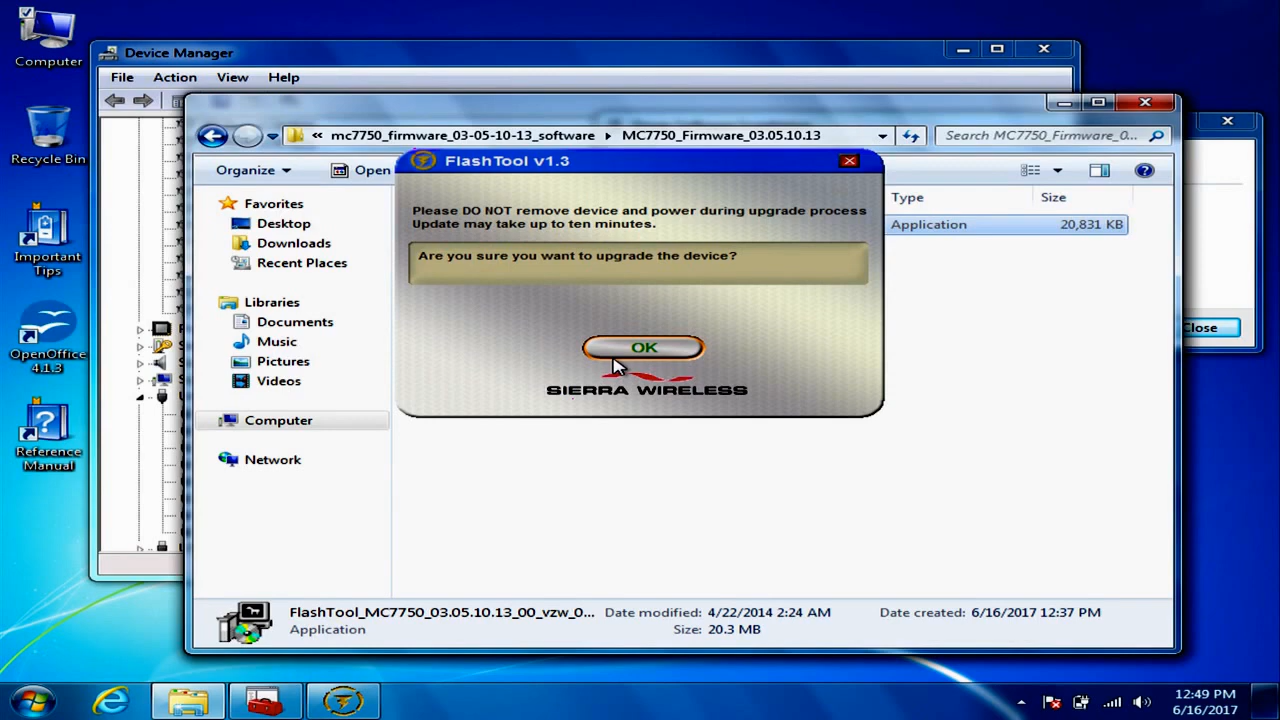 Computer
Recycle Bin
Important
Tips
OpenOffice
4.1.3
Reference
Manual
Device Manager
File Action View Help
« mc7750_firmware_03-05-10-13_software MC7750_Firmware_03.05.10.13
Search MC7750_Firmware_0...
Organize Open
Favorites
Desktop
Downloads
Recent Places
Libraries
Documents
Music
Pictures
Videos
Computer
Network
Type Size
Application 20,831 KB
FlashTool v1.3
Please DO NOT remove device and power during upgrade process
Update may take up to ten minutes.
Are you sure you want to upgrade the device?
OK
SIERRA WIRELESS
Close
FlashTool_MC7750_03.05.10.13_00_vzw_0... Date modified: 4/22/2014 2:24 AM Date created: 6/16/2017 12:37 PM
Application Size: 20.3 MB
12:49 PM
6/16/2017